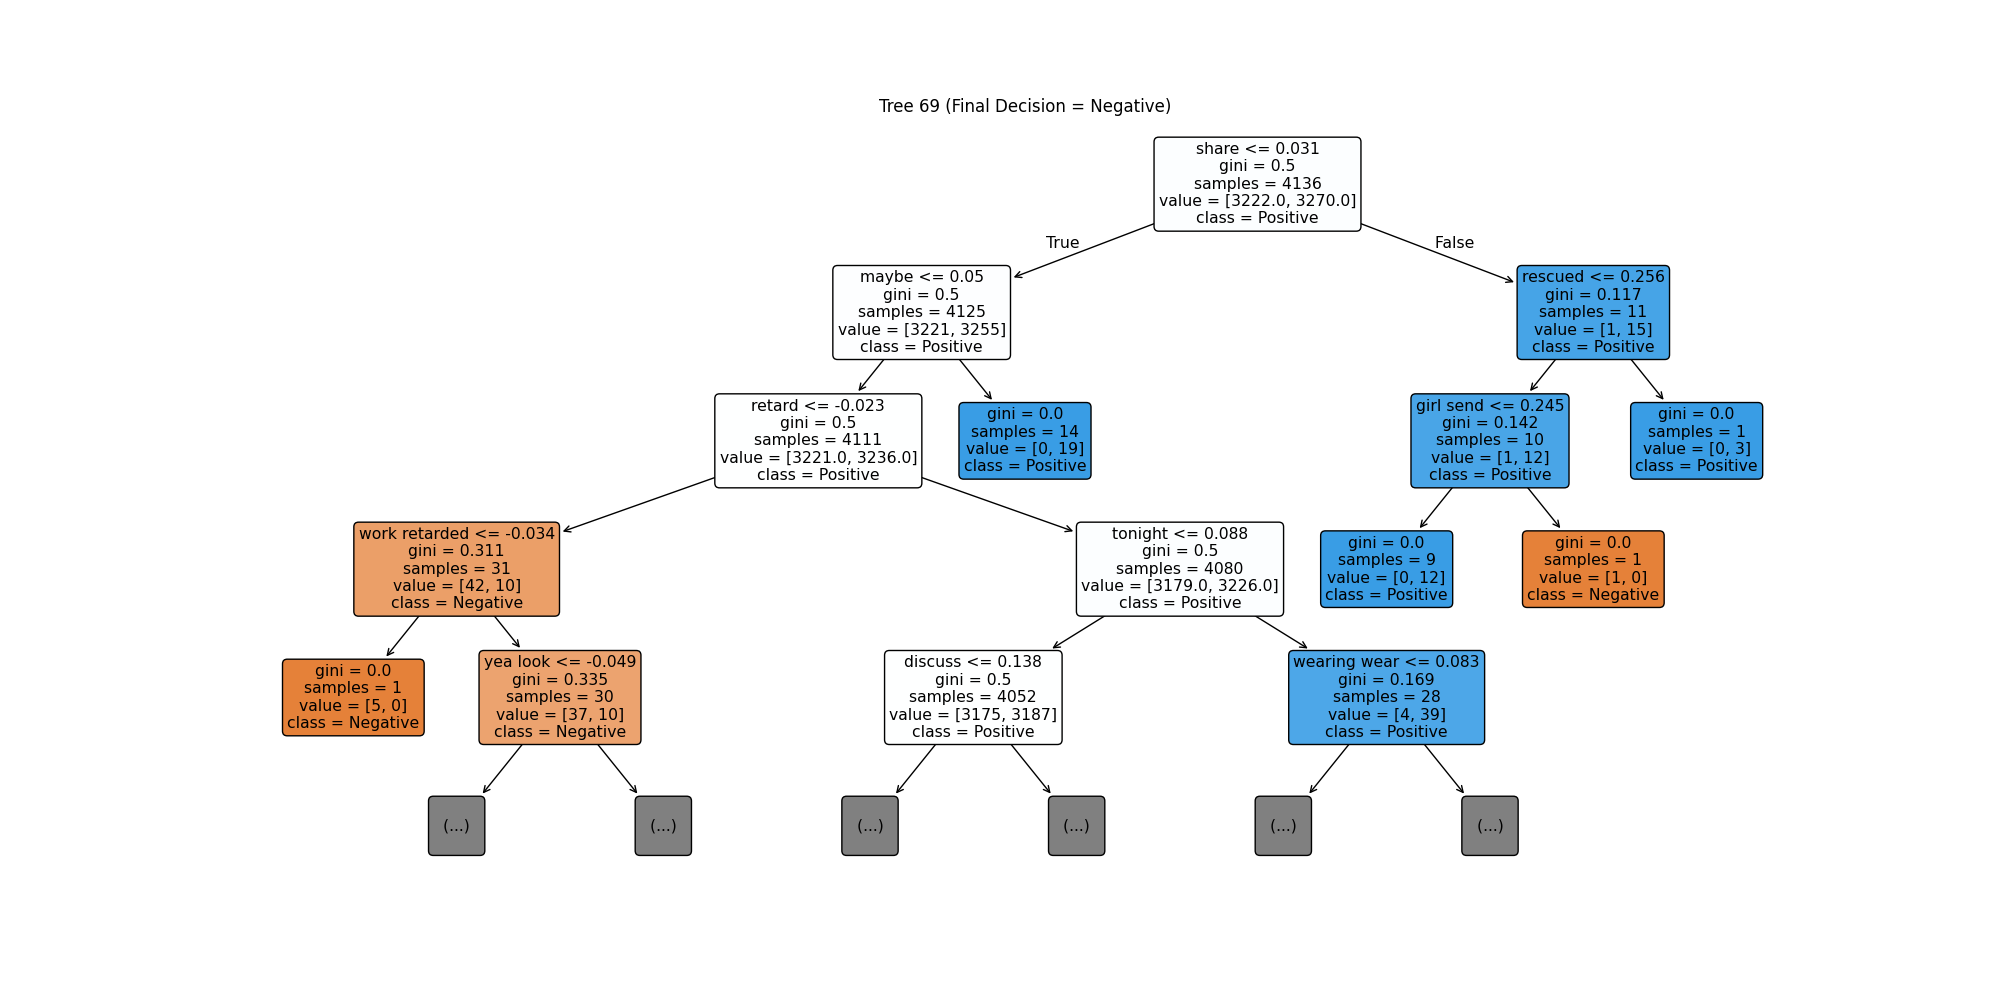 Tree 69 (Final Decision = Negative)
share <= 0.031
gini = 0.5
samples = 4136
value = [3222.0, 3270.0]
class = Positive
True
False
maybe <= 0.05
gini = 0.5
samples = 4125
value = [3221, 3255]
class = Positive
rescued <= 0.256
gini = 0.117
samples = 11
value = [1, 15]
class = Positive
retard <= -0.023
gini = 0.5
samples = 4111
value = [3221.0, 3236.0]
class = Positive
gini = 0.0
samples = 14
value = [0, 19]
class = Positive
girl send <= 0.245
gini = 0.142
samples = 10
value = [1, 12]
class = Positive
gini = 0.0
samples = 1
value = [0, 3]
class = Positive
work retarded <= -0.034
gini = 0.311
samples = 31
value = [42, 10]
class = Negative
tonight <= 0.088
gini = 0.5
samples = 4080
value = [3179.0, 3226.0]
class = Positive
gini = 0.0
samples = 9
value = [0, 12]
class = Positive
gini = 0.0
samples = 1
value = [1, 0]
class = Negative
gini = 0.0
samples = 1
value = [5, 0]
class = Negative
yea look <= -0.049
gini = 0.335
samples = 30
value = [37, 10]
class = Negative
discuss <= 0.138
gini = 0.5
samples = 4052
value = [3175, 3187]
class = Positive
wearing wear <= 0.083
gini = 0.169
samples = 28
value = [4, 39]
class = Positive
(...)
(...)
(...)
(...)
(...)
(...)